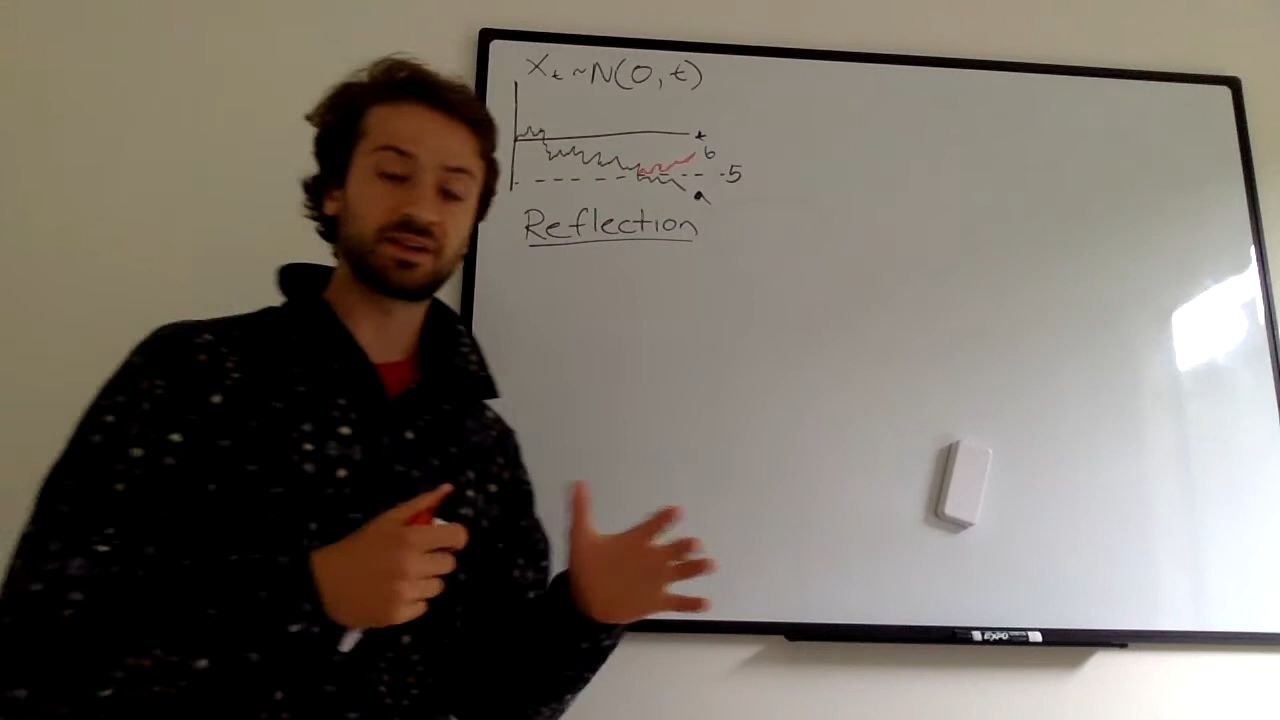 X_t ~ N(0, t)
t
b
-5
a
Reflection
EXPO